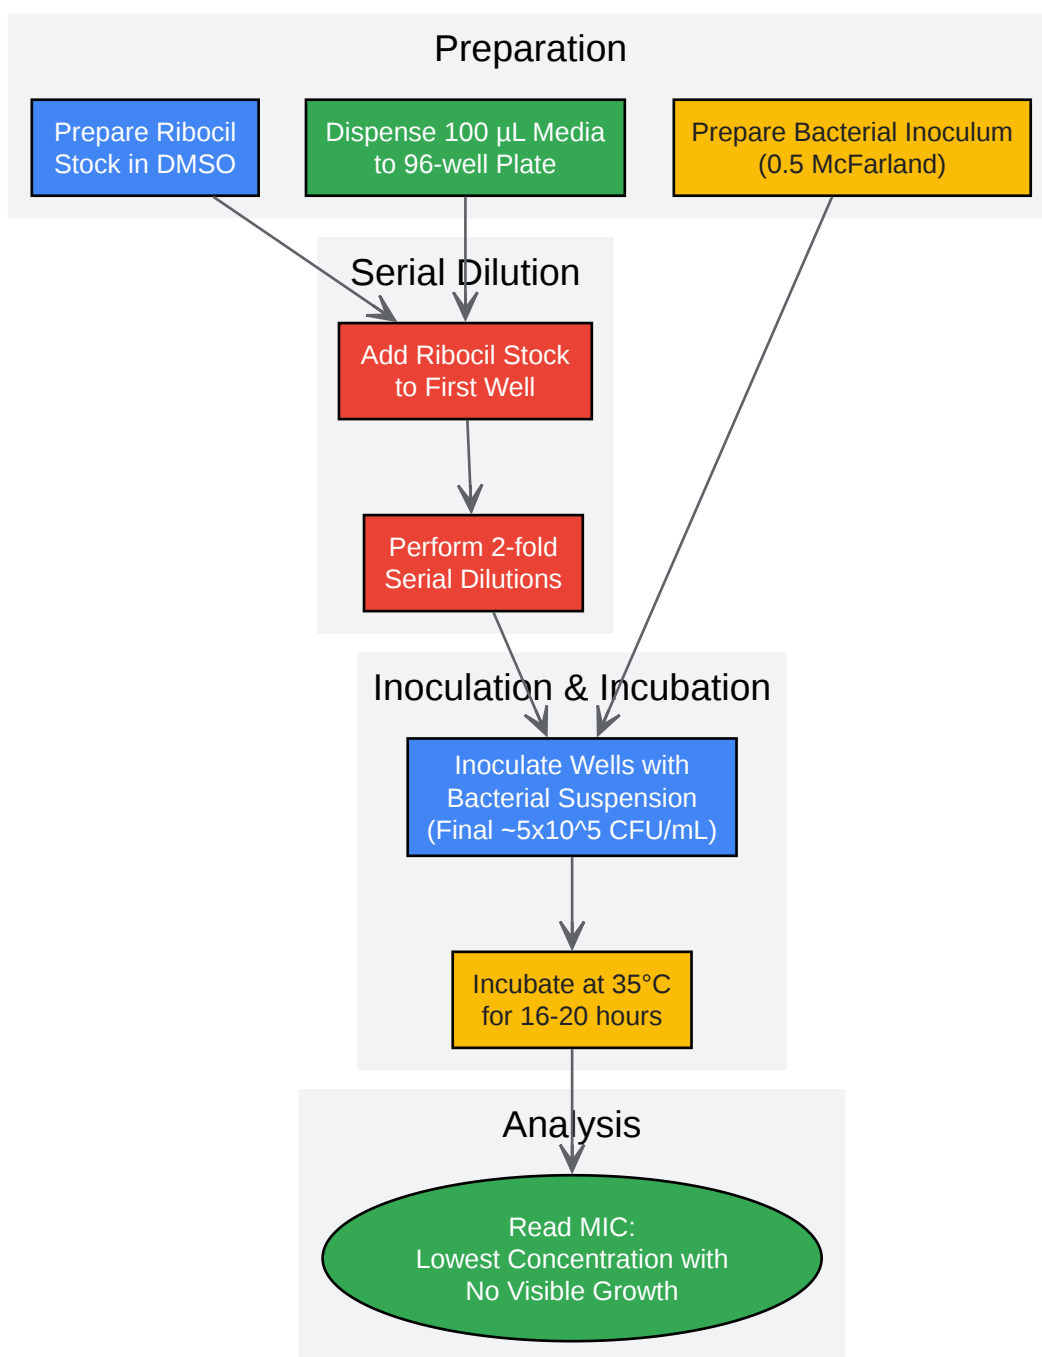 Preparation
Prepare Ribocil
Stock in DMSO
Dispense 100 µL Media
to 96-well Plate
Prepare Bacterial Inoculum
(0.5 McFarland)
Serial Dilution
Add Ribocil Stock
to First Well
Perform 2-fold
Serial Dilutions
Inoculation & Incubation
Inoculate Wells with
Bacterial Suspension
(Final ~5x10^5 CFU/mL)
Incubate at 35°C
for 16-20 hours
Analysis
Read MIC:
Lowest Concentration with
No Visible Growth